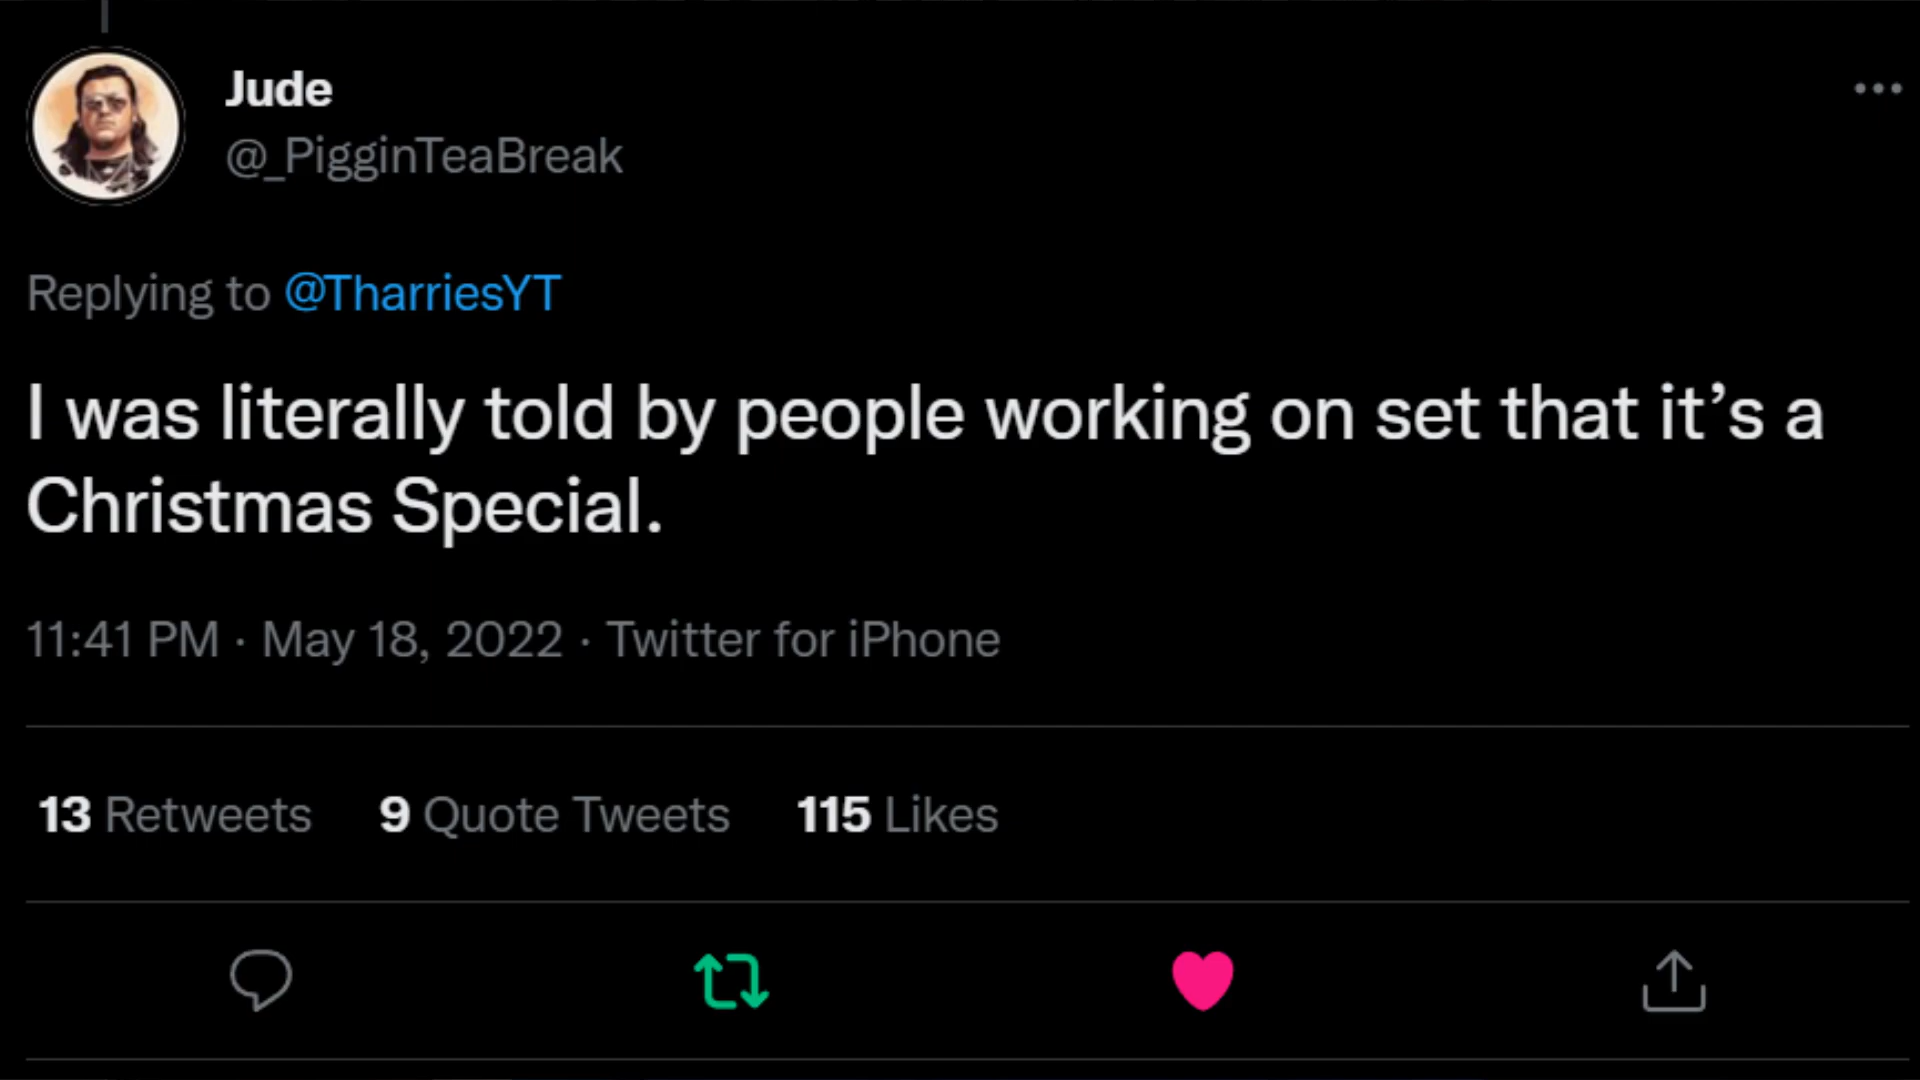 Jude
@_PigginTeaBreak
Replying to @TharriesYT
I was literally told by people working on set that it’s a
Christmas Special.
11:41 PM · May 18, 2022 · Twitter for iPhone
13 Retweets 9 Quote Tweets 115 Likes